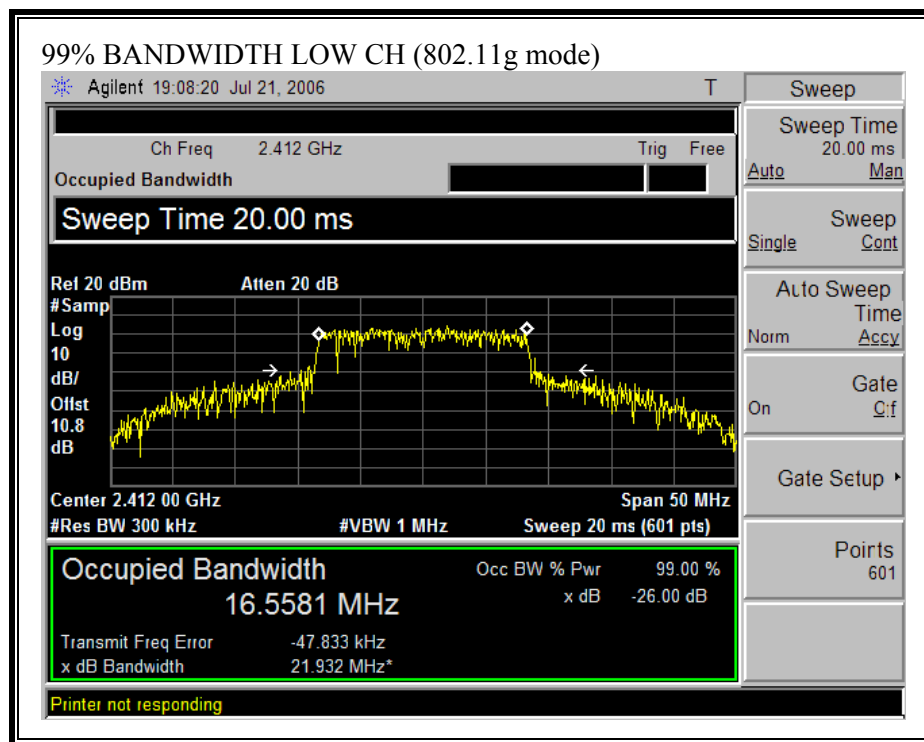 99% BANDWIDTH LOW CH (802.11g mode)
Agilent 19:08:20 Jul 21, 2006 T
Ch Freq 2.412 GHz Trig Free
Occupied Bandwidth
Sweep Time 20.00 ms
Ref 20 dBm Atten 20 dB
#Samp
Log
10
dB/
Offst
10.8
dB
Center 2.412 00 GHz Span 50 MHz
#Res BW 300 kHz #VBW 1 MHz Sweep 20 ms (601 pts)
Occupied Bandwidth Occ BW % Pwr 99.00 %
16.5581 MHz x dB -26.00 dB
Transmit Freq Error -47.833 kHz
x dB Bandwidth 21.932 MHz*
Printer not responding
Sweep
Sweep Time
20.00 ms
Auto Man
Sweep
Single Cont
Auto Sweep
Time
Norm Accy
Gate
On Off
Gate Setup
Points
601